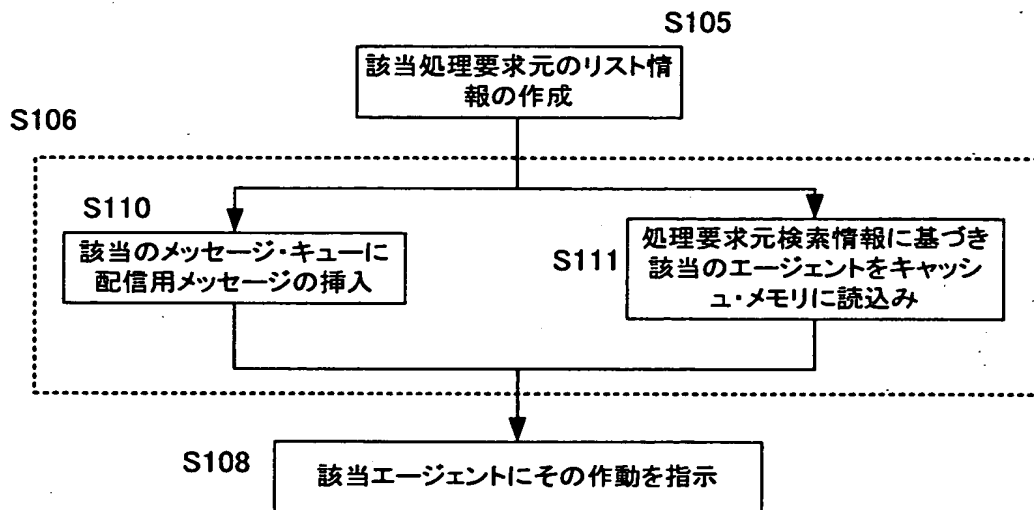 S105
該当処理要求元のリスト情
報の作成
S106
S110
該当のメッセージ・キューに
配信用メッセージの挿入
S111
処理要求元検索情報に基づき
該当のエージェントをキャッシ
ュ・メモリに読込み
S108
該当エージェントにその作動を指示